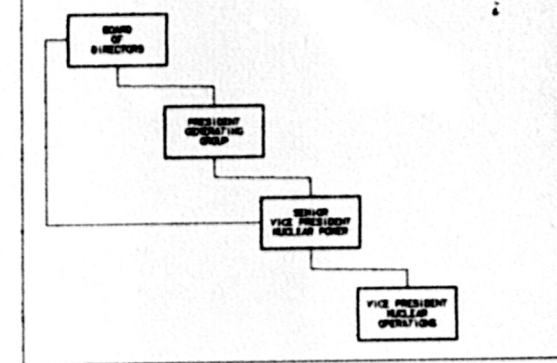 BOARD
OF
DIRECTORS
PRESIDENT
GENERATING
GROUP
SENIOR
VICE PRESIDENT
NUCLEAR POWER
VICE PRESIDENT
NUCLEAR
OPERATIONS